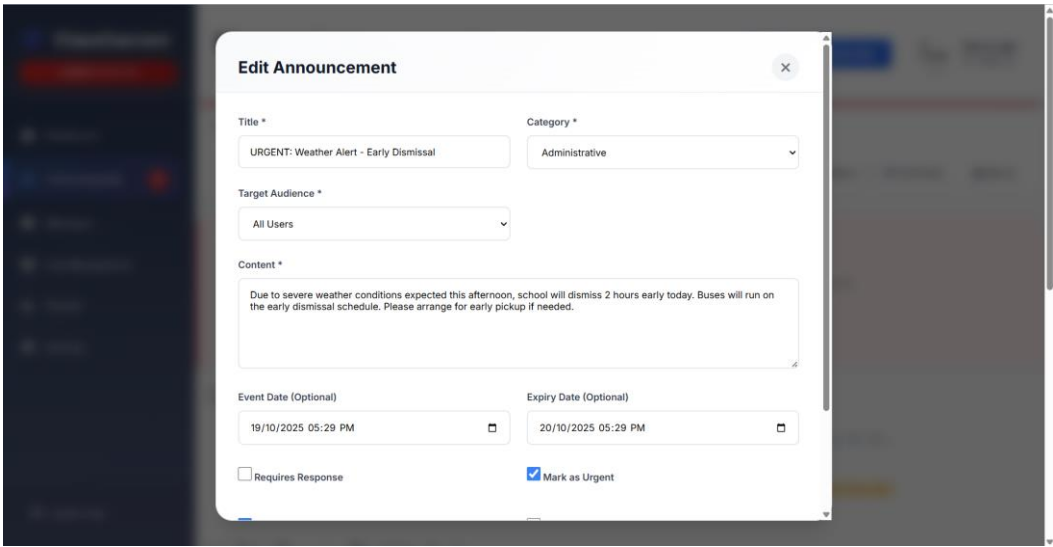 Edit Announcement
Title *
Category *
URGENT: Weather Alert - Early Dismissal
Administrative
Target Audience *
All Users
Content *
Due to severe weather conditions expected this afternoon, school will dismiss 2 hours early today. Buses will run on
the early dismissal schedule. Please arrange for early pickup if needed.
Event Date (Optional)
Expiry Date (Optional)
19/10/2025 05:29 PM
20/10/2025 05:29 PM
Requires Response
Mark as Urgent